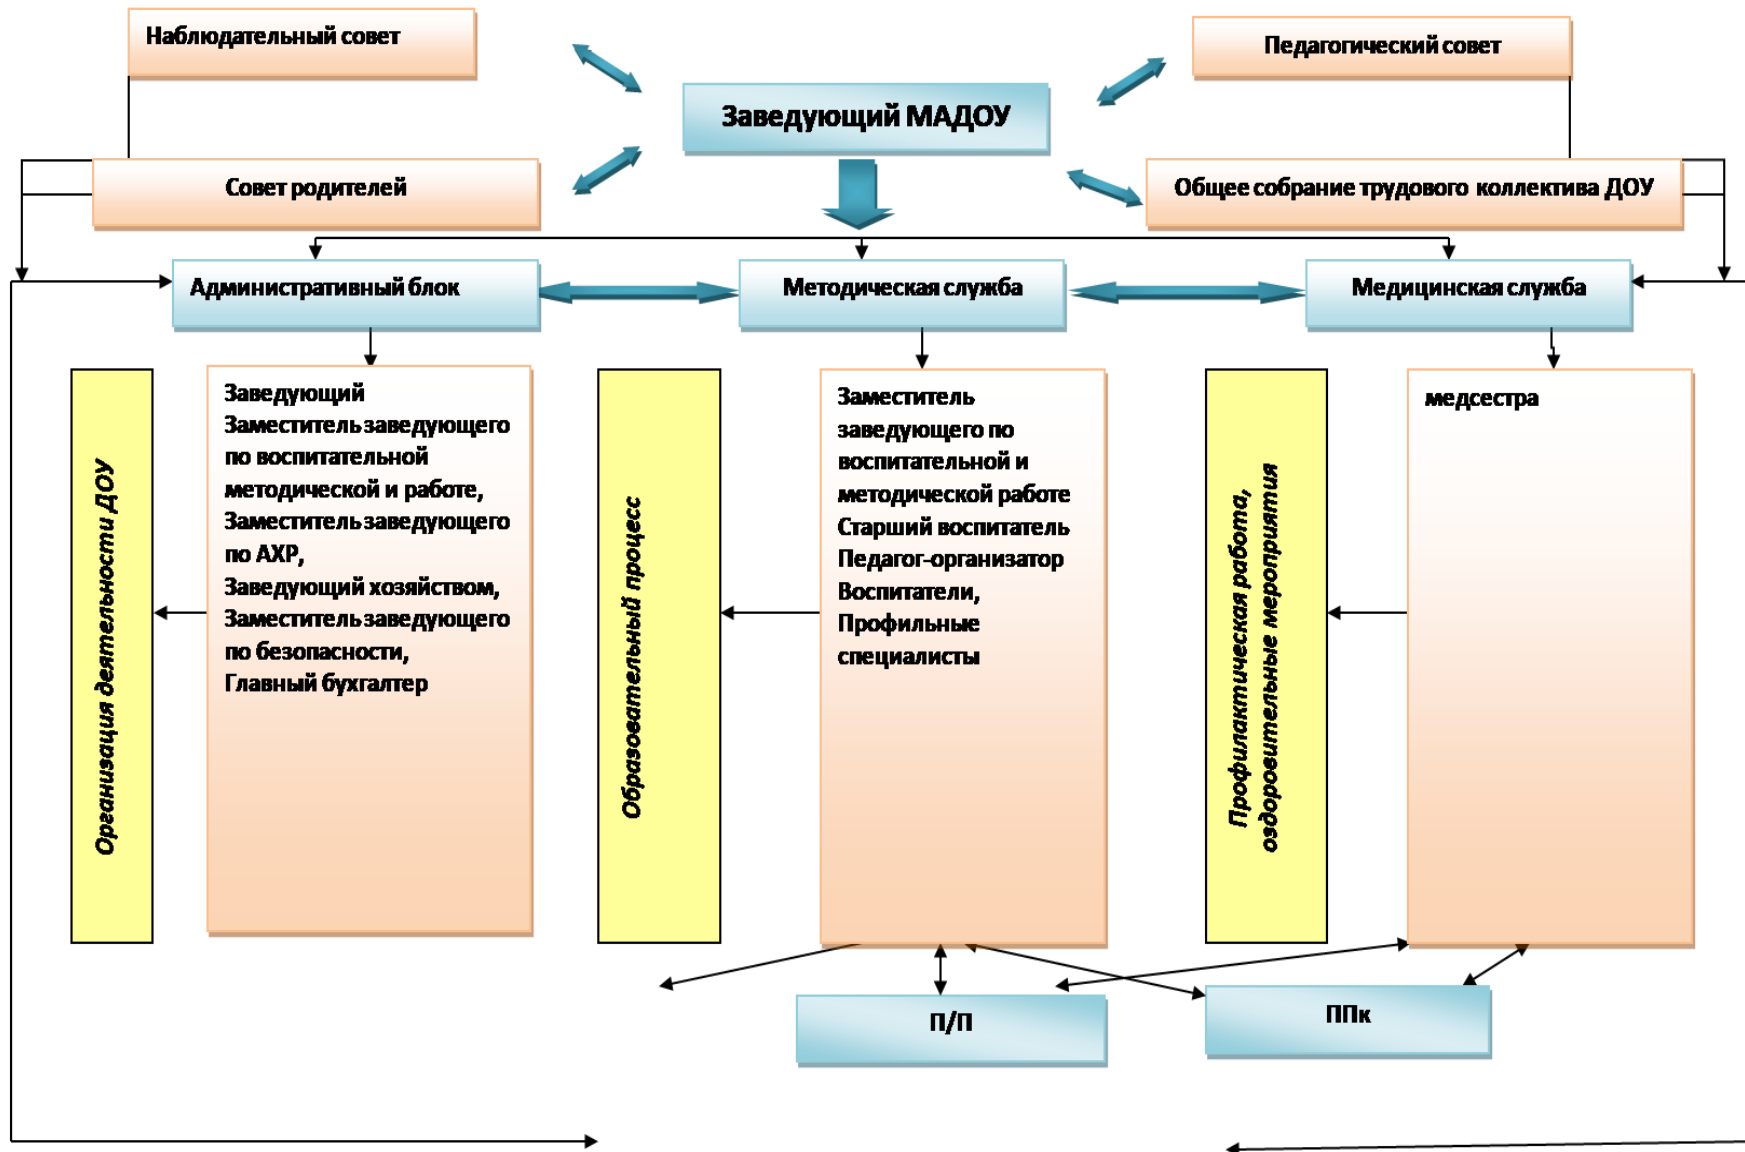 Наблюдательный совет
Педагогический совет
Заведующий МАДОУ
Совет родителей
Общее собрание трудового коллектива ДОУ
Административный блок
Методическая служба
Медицинская служба
Организация деятельности ДОУ
Заведующий
Заместитель заведующего
по воспитательной
методической и работе,
Заместитель заведующего
по АХР,
Заведующий хозяйством,
Заместитель заведующего
по безопасности,
Главный бухгалтер
Образовательный процесс
Заместитель
заведующего по
воспитательной и
методической работе
Старший воспитатель
Педагог-организатор
Воспитатели,
Профильные
специалисты
Профилактическая работа,
оздоровительные мероприятия
медсестра
П/П
ППк